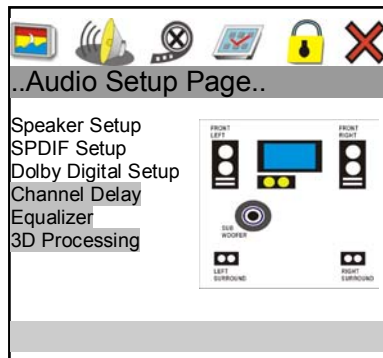 ..Audio Setup Page..
Speaker Setup
SPDIF Setup
Dolby Digital Setup
Channel Delay
Equalizer
3D Processing
FRONT
LEFT
FRONT
RIGHT
SUB
WOOFER
LEFT
SURROUND
RIGHT
SURROUND